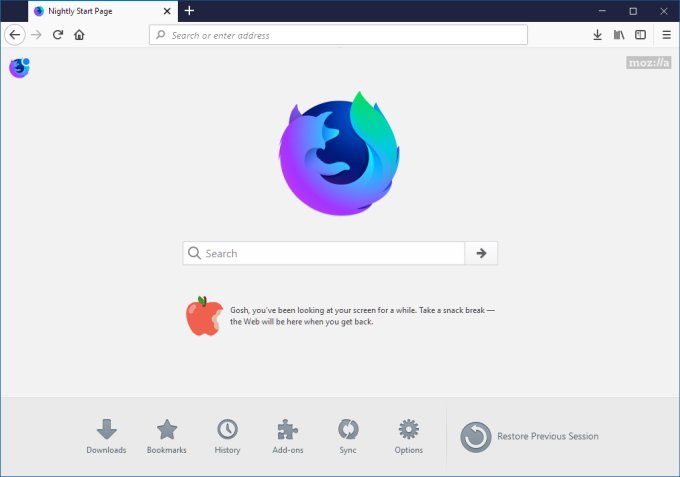 Nightly Start Page
Search or enter address
moz://a
Search
Gosh, you've been looking at your screen for a while. Take a snack break —
the Web will be here when you get back.
Downloads
Bookmarks
History
Add-ons
Sync
Options
Restore Previous Session